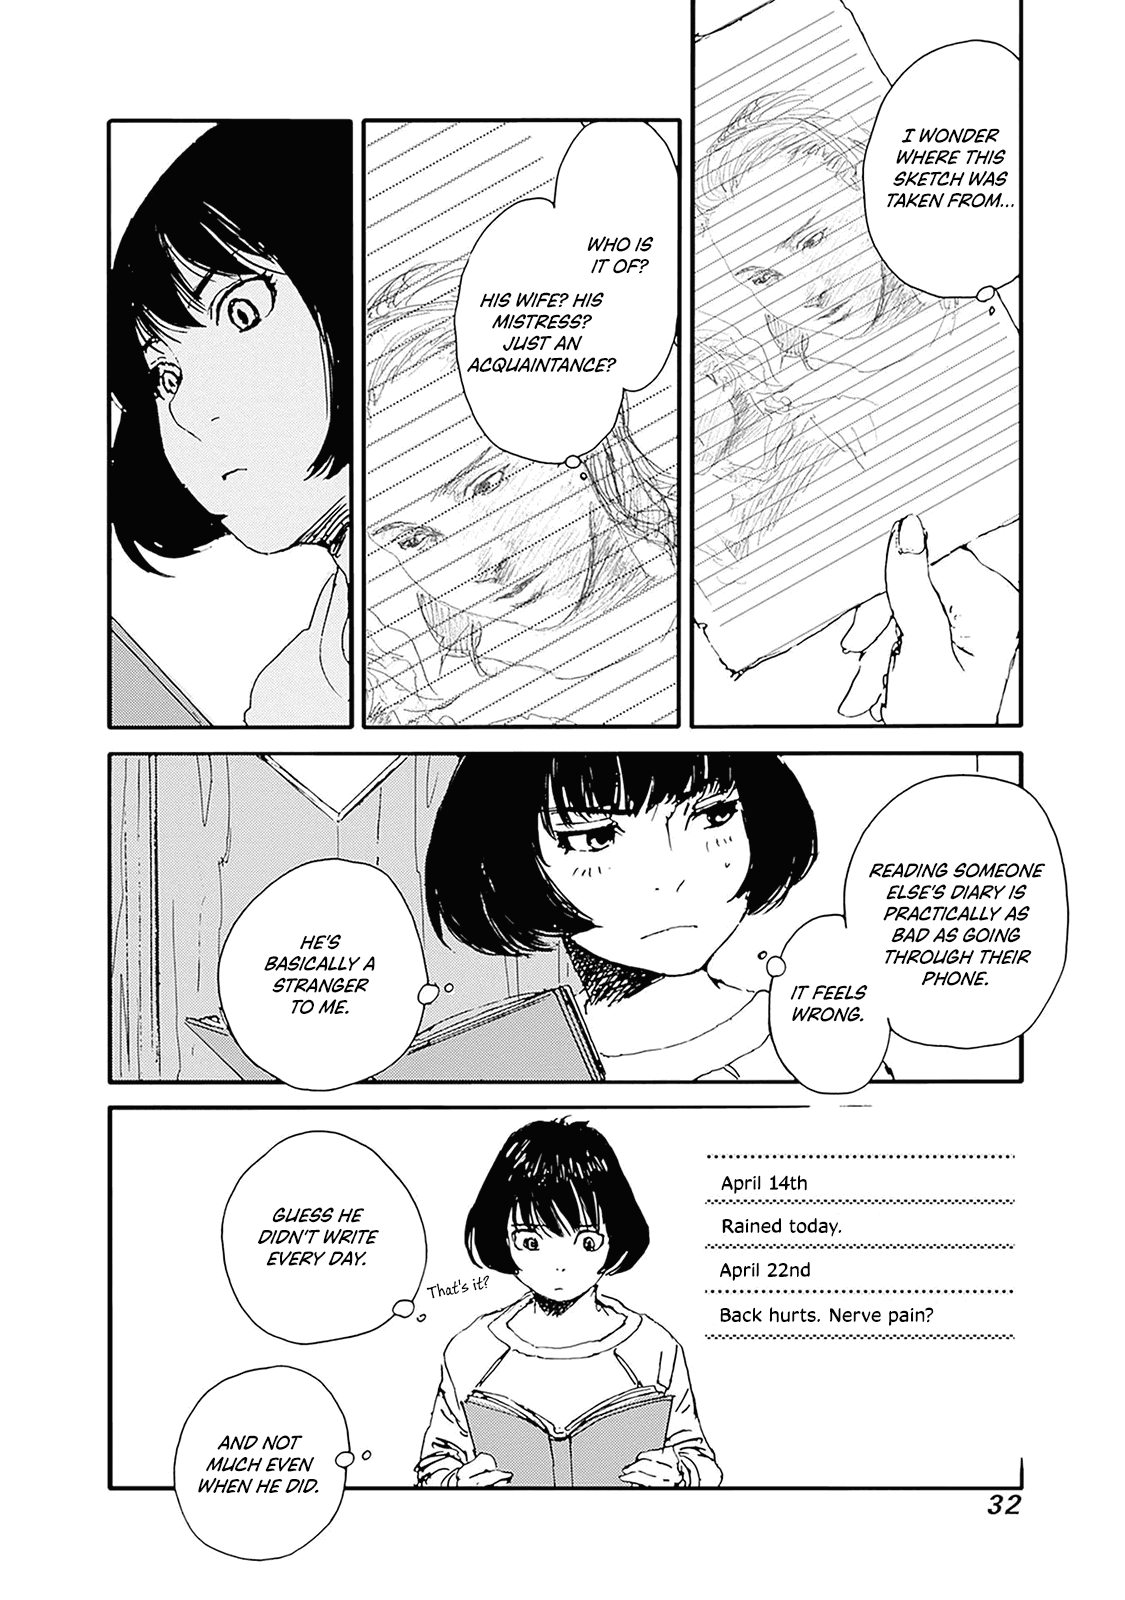 I WONDER
WHERE THIS
SKETCH WAS
TAKEN FROM...
WHO IS
IT OF?
HIS WIFE? HIS
MISTRESS?
JUST AN
ACQUAINTANCE?
READING SOMEONE
ELSE'S DIARY IS
PRACTICALLY AS
BAD AS GOING
THROUGH THEIR
PHONE.
IT FEELS
WRONG.
HE'S
BASICALLY A
STRANGER
TO ME.
April 14th
Rained today.
April 22nd
Back hurts. Nerve pain?
GUESS HE
DIDN'T WRITE
EVERY DAY.
That's it?
AND NOT
MUCH EVEN
WHEN HE DID.
32